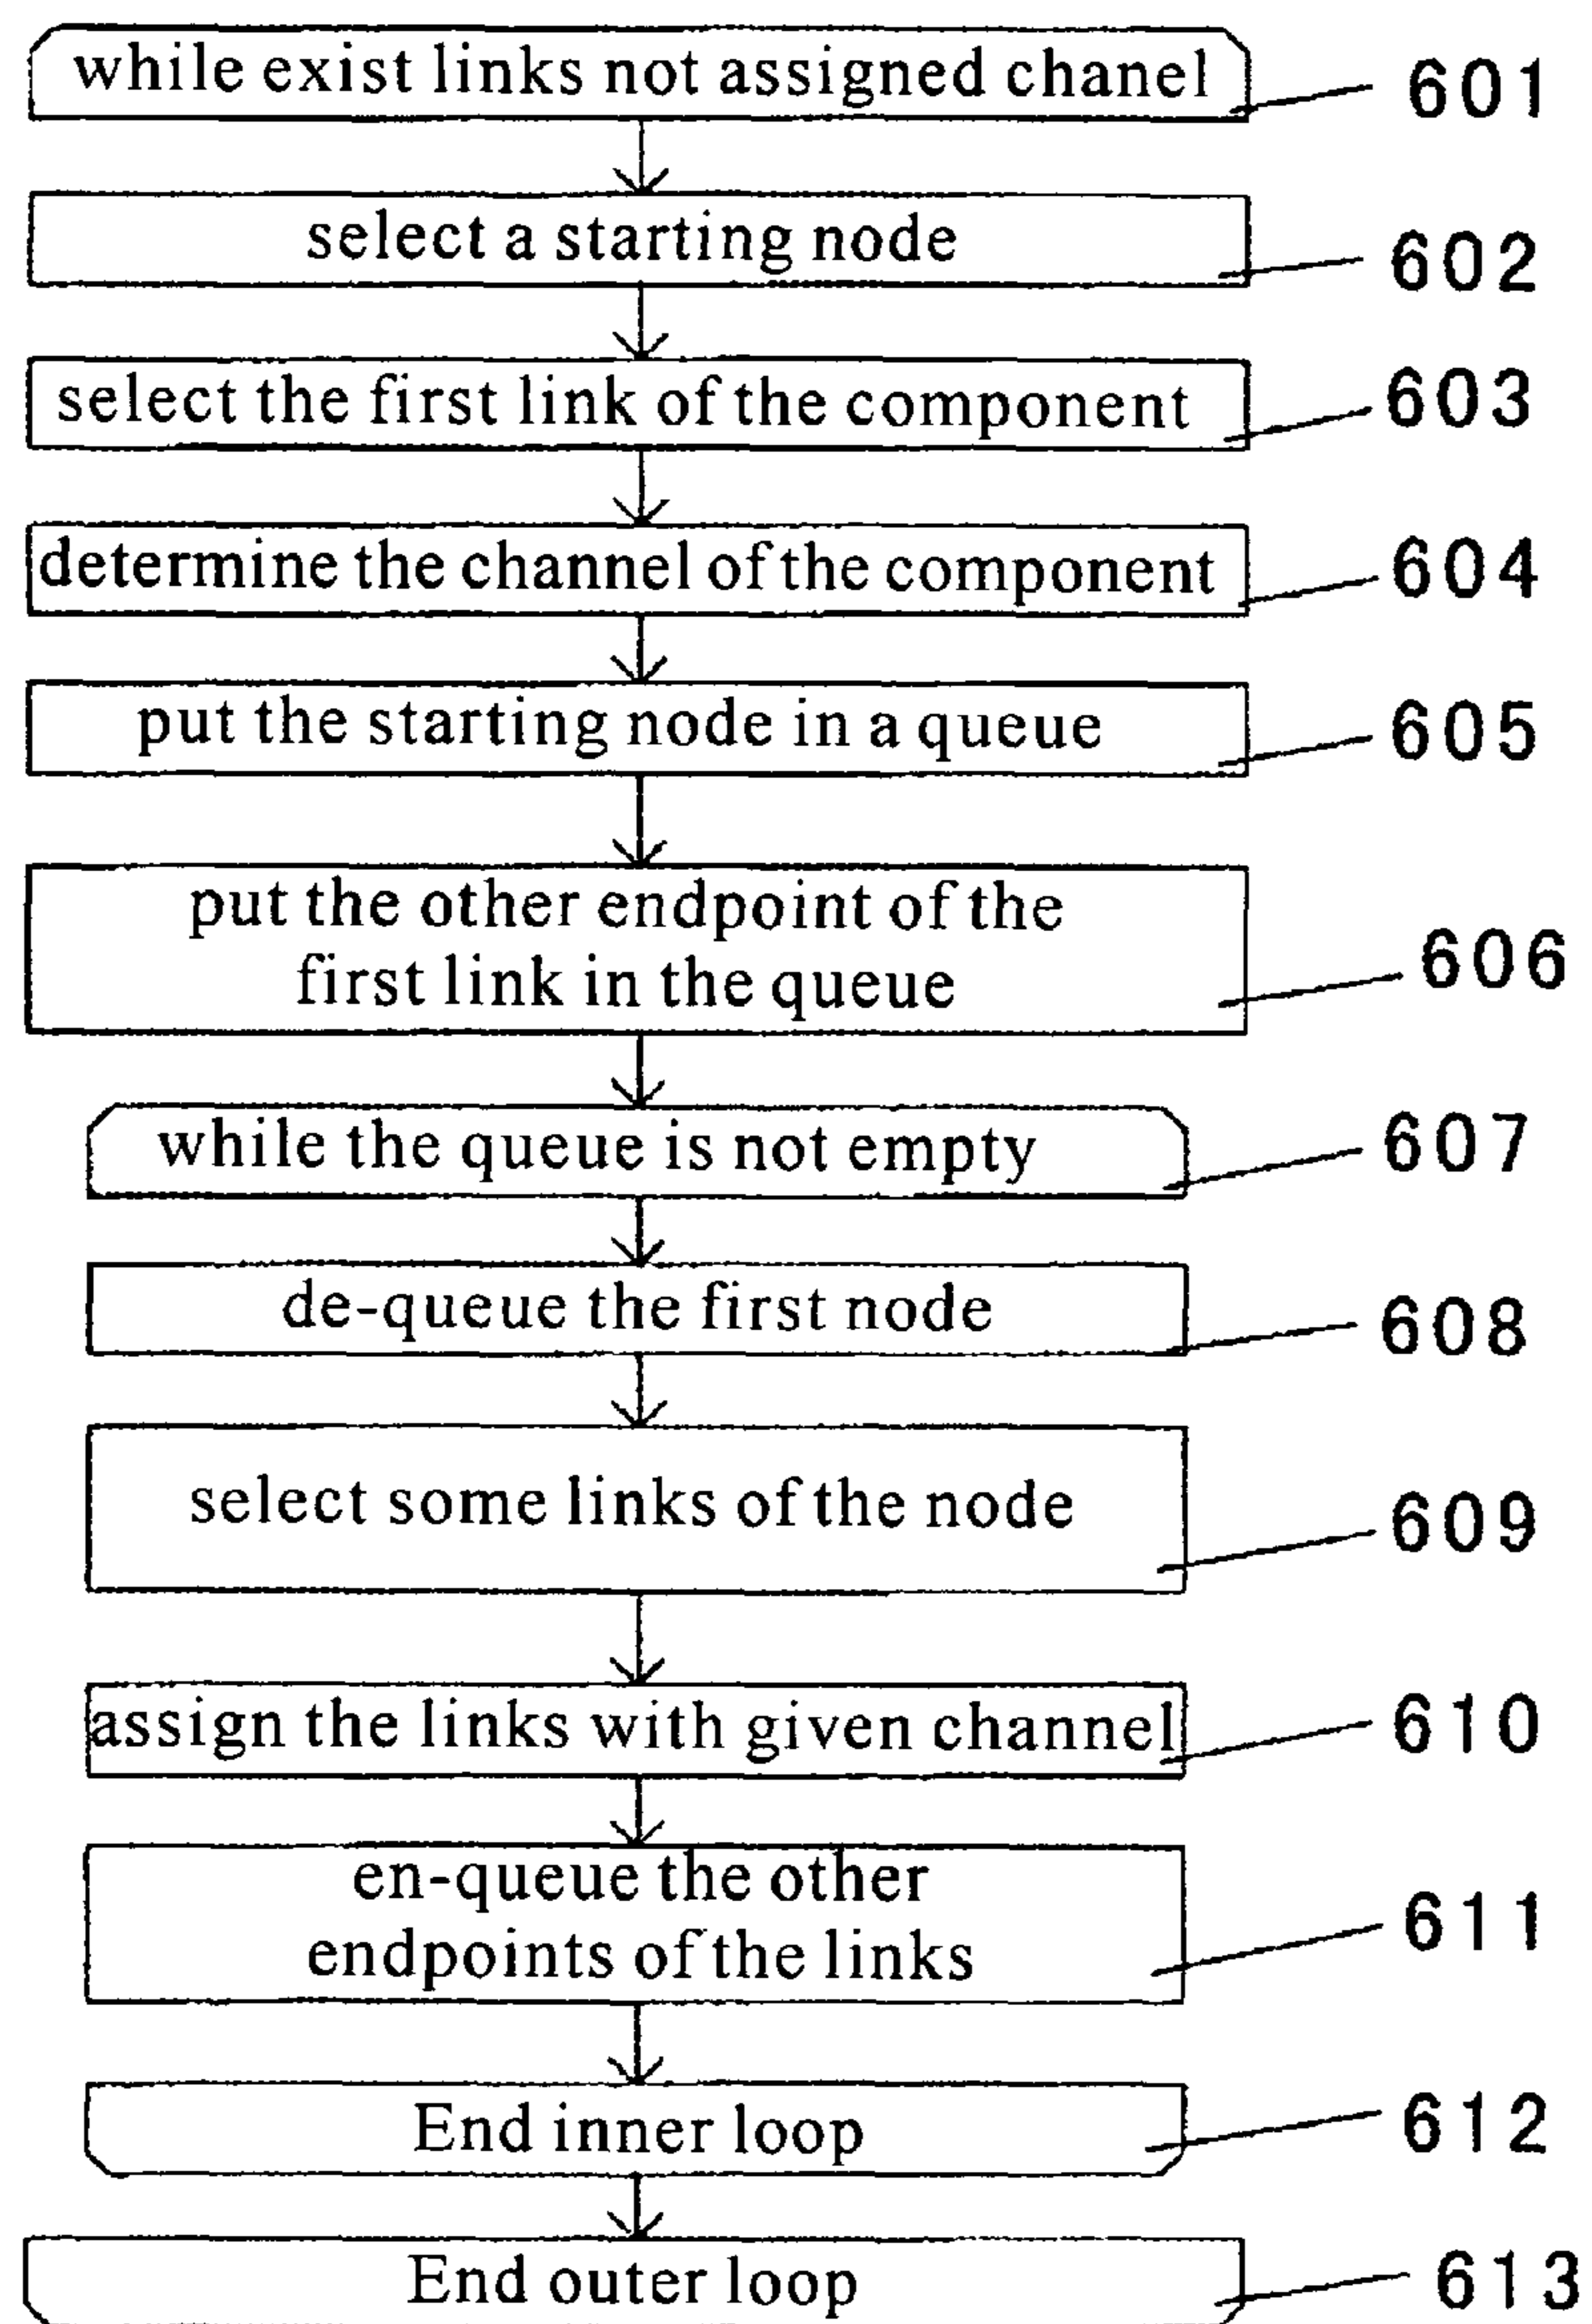 while exist links not assigned chanel 601
select a starting node 602
select the first link of the component 603
determine the channel of the component 604
put the starting node in a queue 605
put the other endpoint of the
first link in the queue 606
while the queue is not empty 607
de-queue the first node 608
select some links of the node 609
assign the links with given channel 610
en-queue the other
endpoints of the links 611
End inner loop 612
End outer loop 613